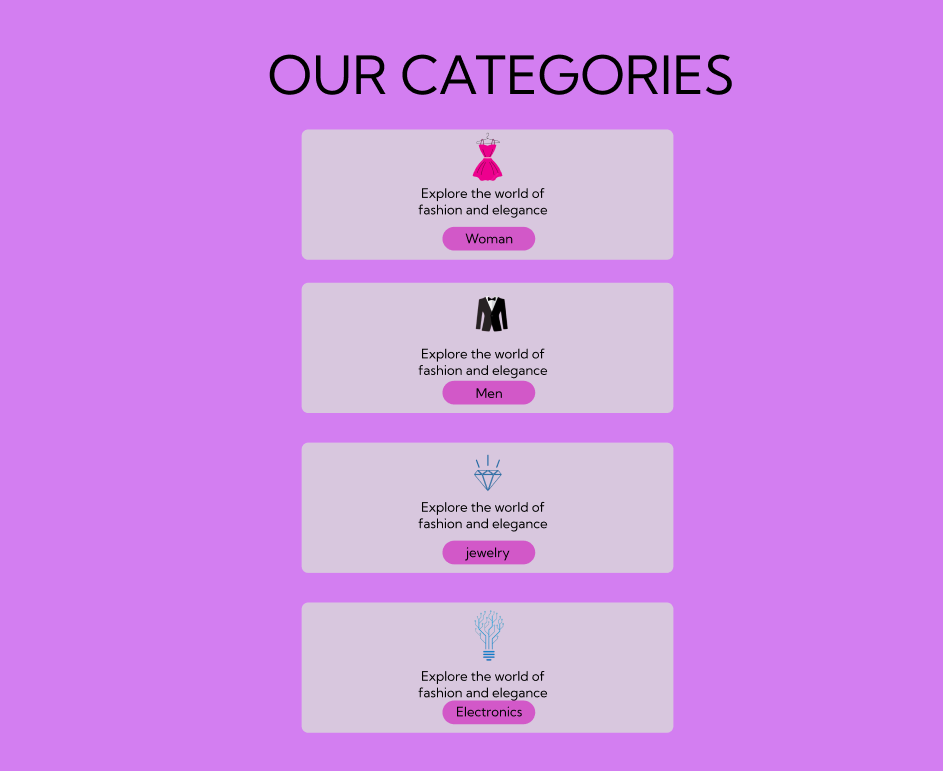 OUR CATEGORIES
Explore the world of
fashion and elegance
Woman
Explore the world of
fashion and elegance
Men
Explore the world of
fashion and elegance
jewelry
Explore the world of
fashion and elegance
Electronics